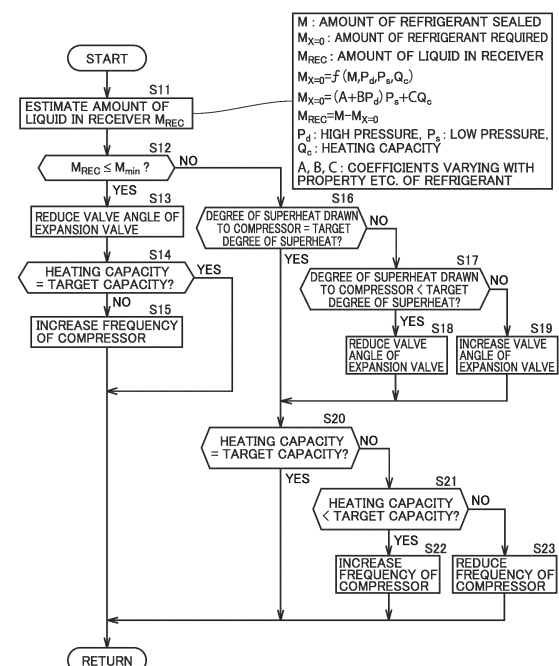 START
S11
ESTIMATE AMOUNT OF
LIQUID IN RECEIVER MREC
M : AMOUNT OF REFRIGERANT SEALED
MX=0 : AMOUNT OF REFRIGERANT REQUIRED
MREC : AMOUNT OF LIQUID IN RECEIVER
MX=0=f (M,Pd,Ps,Qc)
MX=0=(A+BPd) Ps+CQc
MREC=M-MX=0
Pd : HIGH PRESSURE, Ps : LOW PRESSURE,
Qc : HEATING CAPACITY
A, B, C : COEFFICIENTS VARYING WITH
PROPERTY ETC. OF REFRIGERANT
S12
MREC ≤ Mmin ?
NO
YES
S13
REDUCE VALVE ANGLE OF
EXPANSION VALVE
S14
HEATING CAPACITY
= TARGET CAPACITY?
YES
NO
S15
INCREASE FREQUENCY
OF COMPRESSOR
S16
DEGREE OF SUPERHEAT DRAWN
TO COMPRESSOR = TARGET
DEGREE OF SUPERHEAT?
NO
YES
S17
DEGREE OF SUPERHEAT DRAWN
TO COMPRESSOR < TARGET
DEGREE OF SUPERHEAT?
NO
YES
S18
REDUCE VALVE
ANGLE OF
EXPANSION VALVE
S19
INCREASE VALVE
ANGLE OF
EXPANSION VALVE
S20
HEATING CAPACITY
= TARGET CAPACITY?
NO
YES
S21
HEATING CAPACITY
< TARGET CAPACITY?
NO
YES
S22
INCREASE
FREQUENCY OF
COMPRESSOR
S23
REDUCE
FREQUENCY OF
COMPRESSOR
RETURN